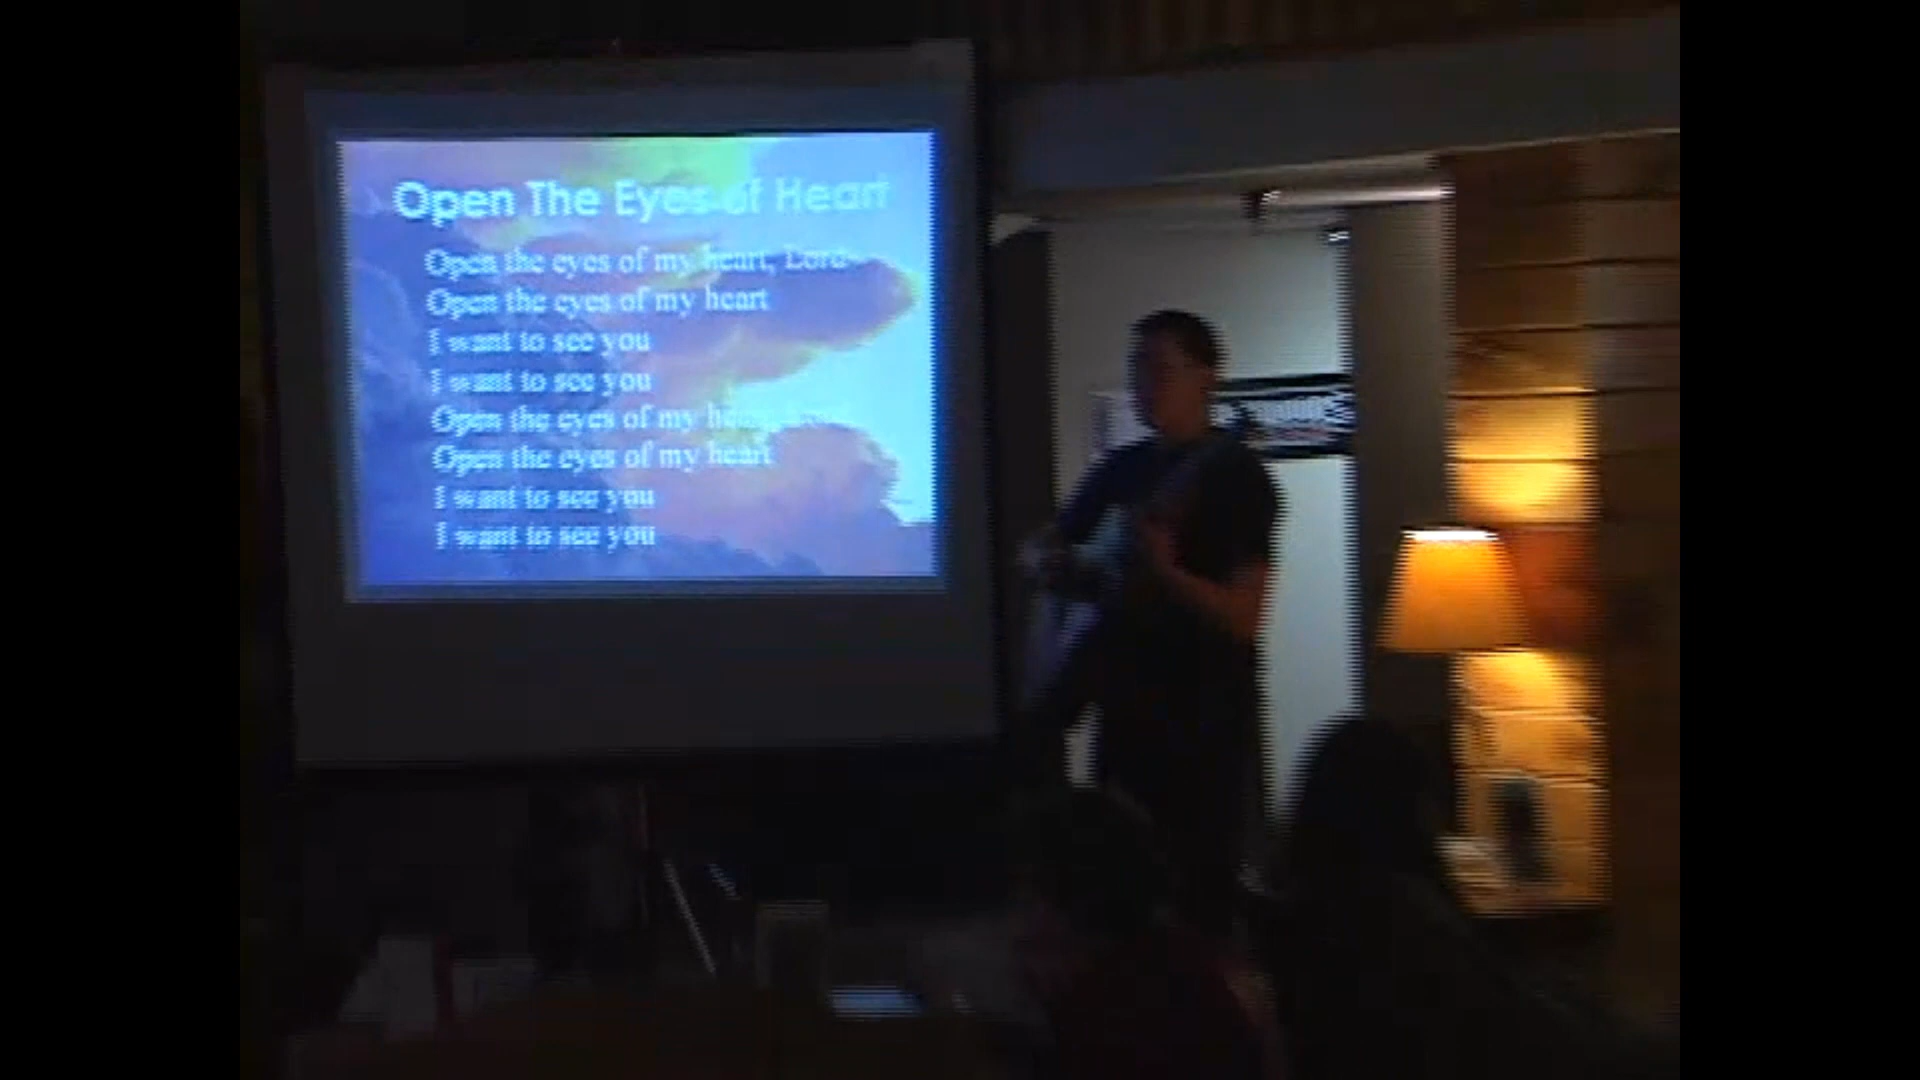 Open The Eyes of Heart
Open the eyes of my heart, Lord
Open the eyes of my heart
I want to see you
I want to see you
Open the eyes of my heart, Lord
Open the eyes of my heart
I want to see you
I want to see you